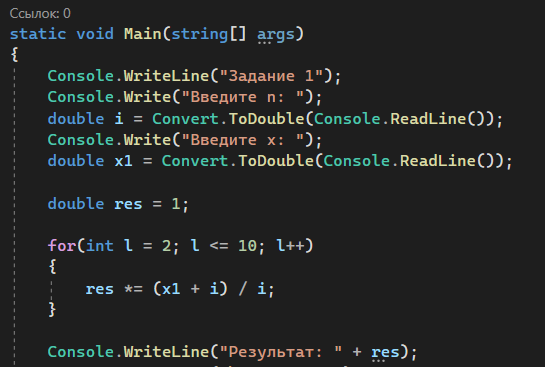 Ссылок: 0
static void Main(string[] args)
{
Console.WriteLine("Задание 1");
Console.Write("Введите n: ");
double i = Convert.ToDouble(Console.ReadLine());
Console.Write("Введите x: ");
double x1 = Convert.ToDouble(Console.ReadLine());
double res = 1;
for(int l = 2; l <= 10; l++)
{
res *= (x1 + i) / i;
}
Console.WriteLine("Результат: " + res);